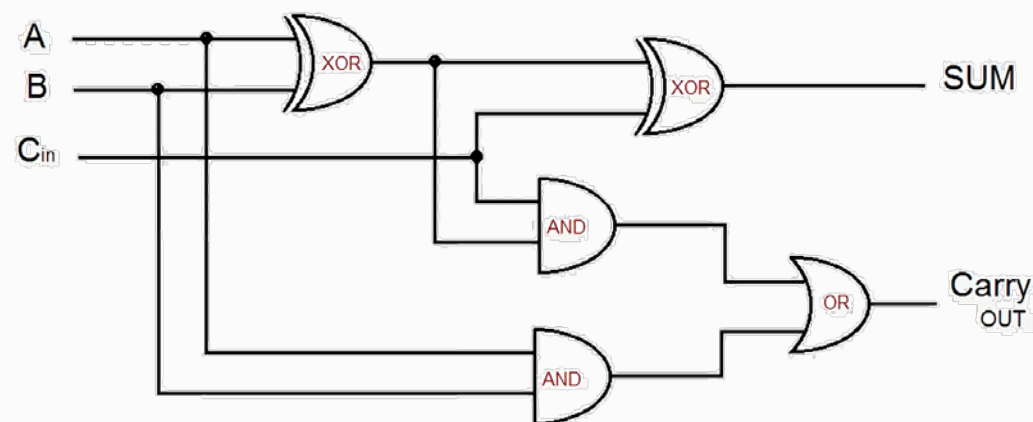 A
XOR
XOR
SUM
B
Cin
AND
Carry
OUT
OR
AND